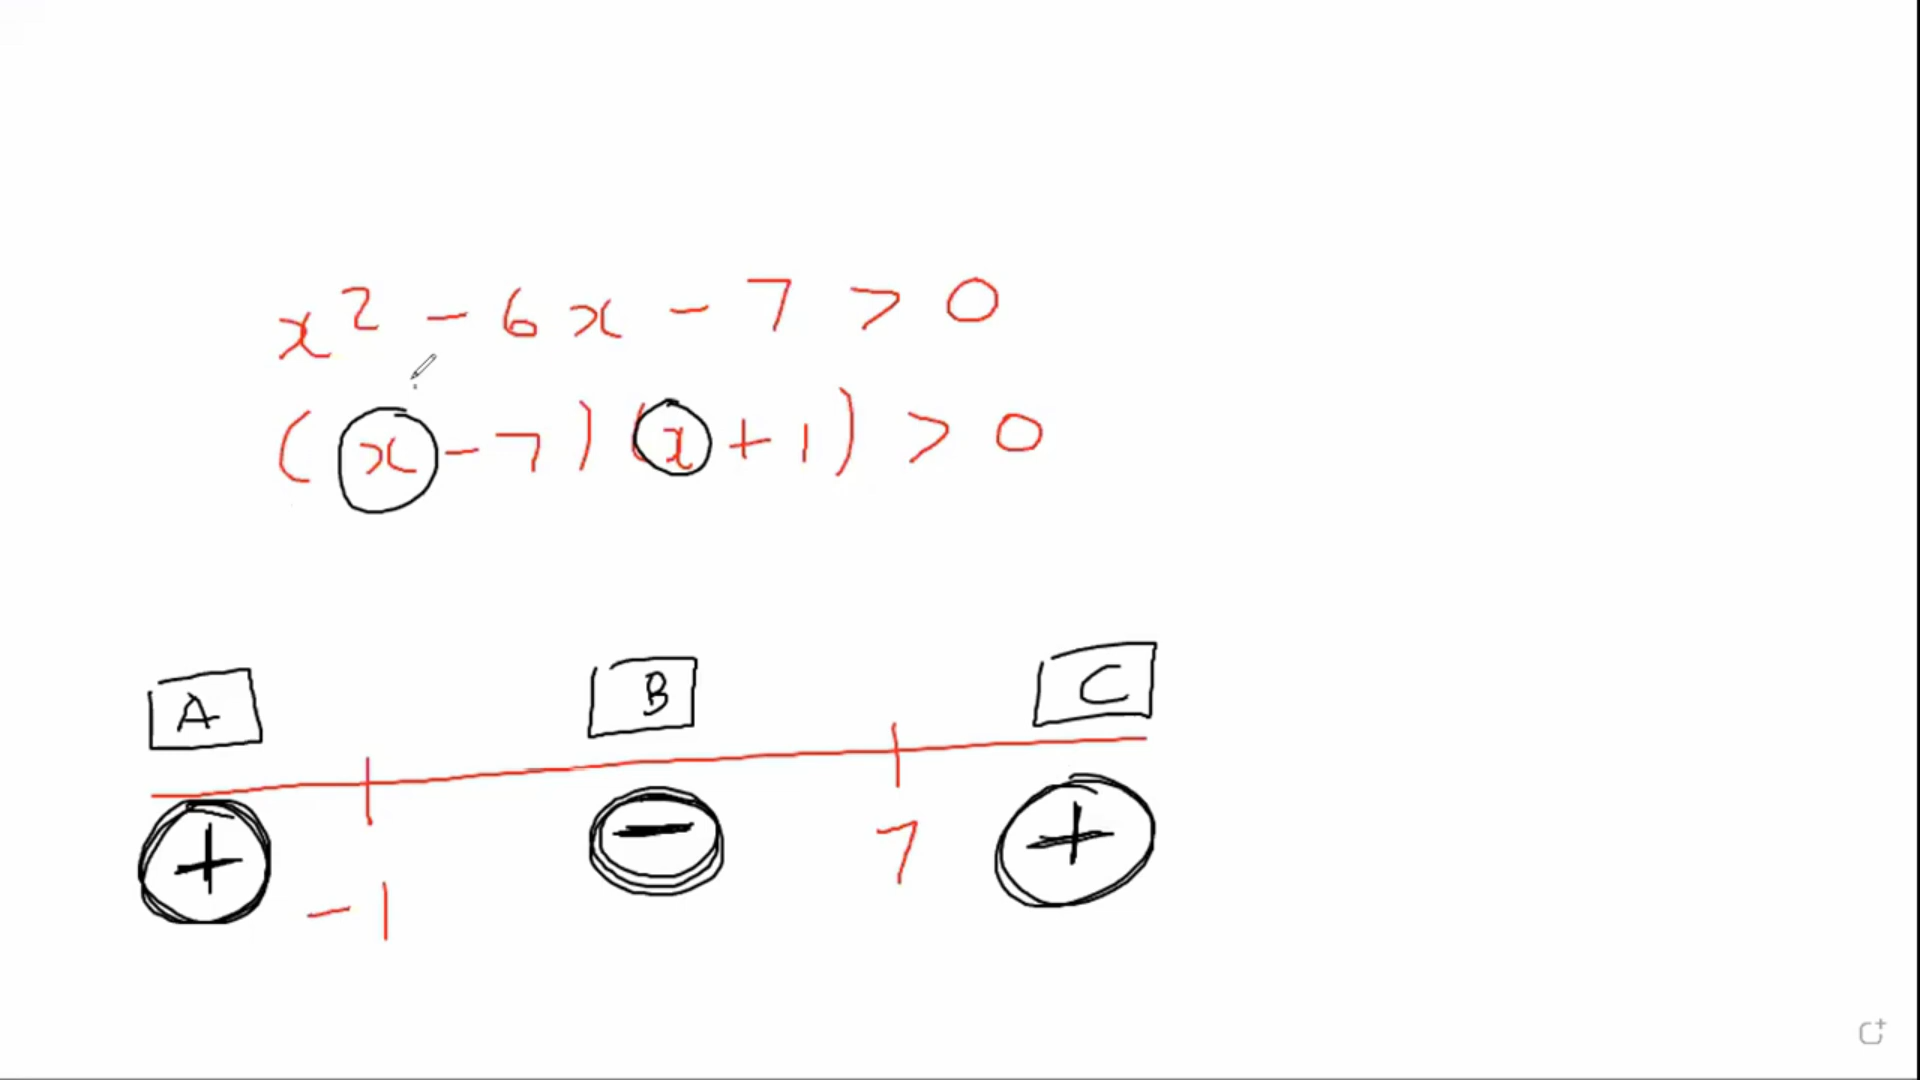 x² - 6x - 7 > 0
(x - 7)(x + 1) > 0
A B C
+ - +
-1 7